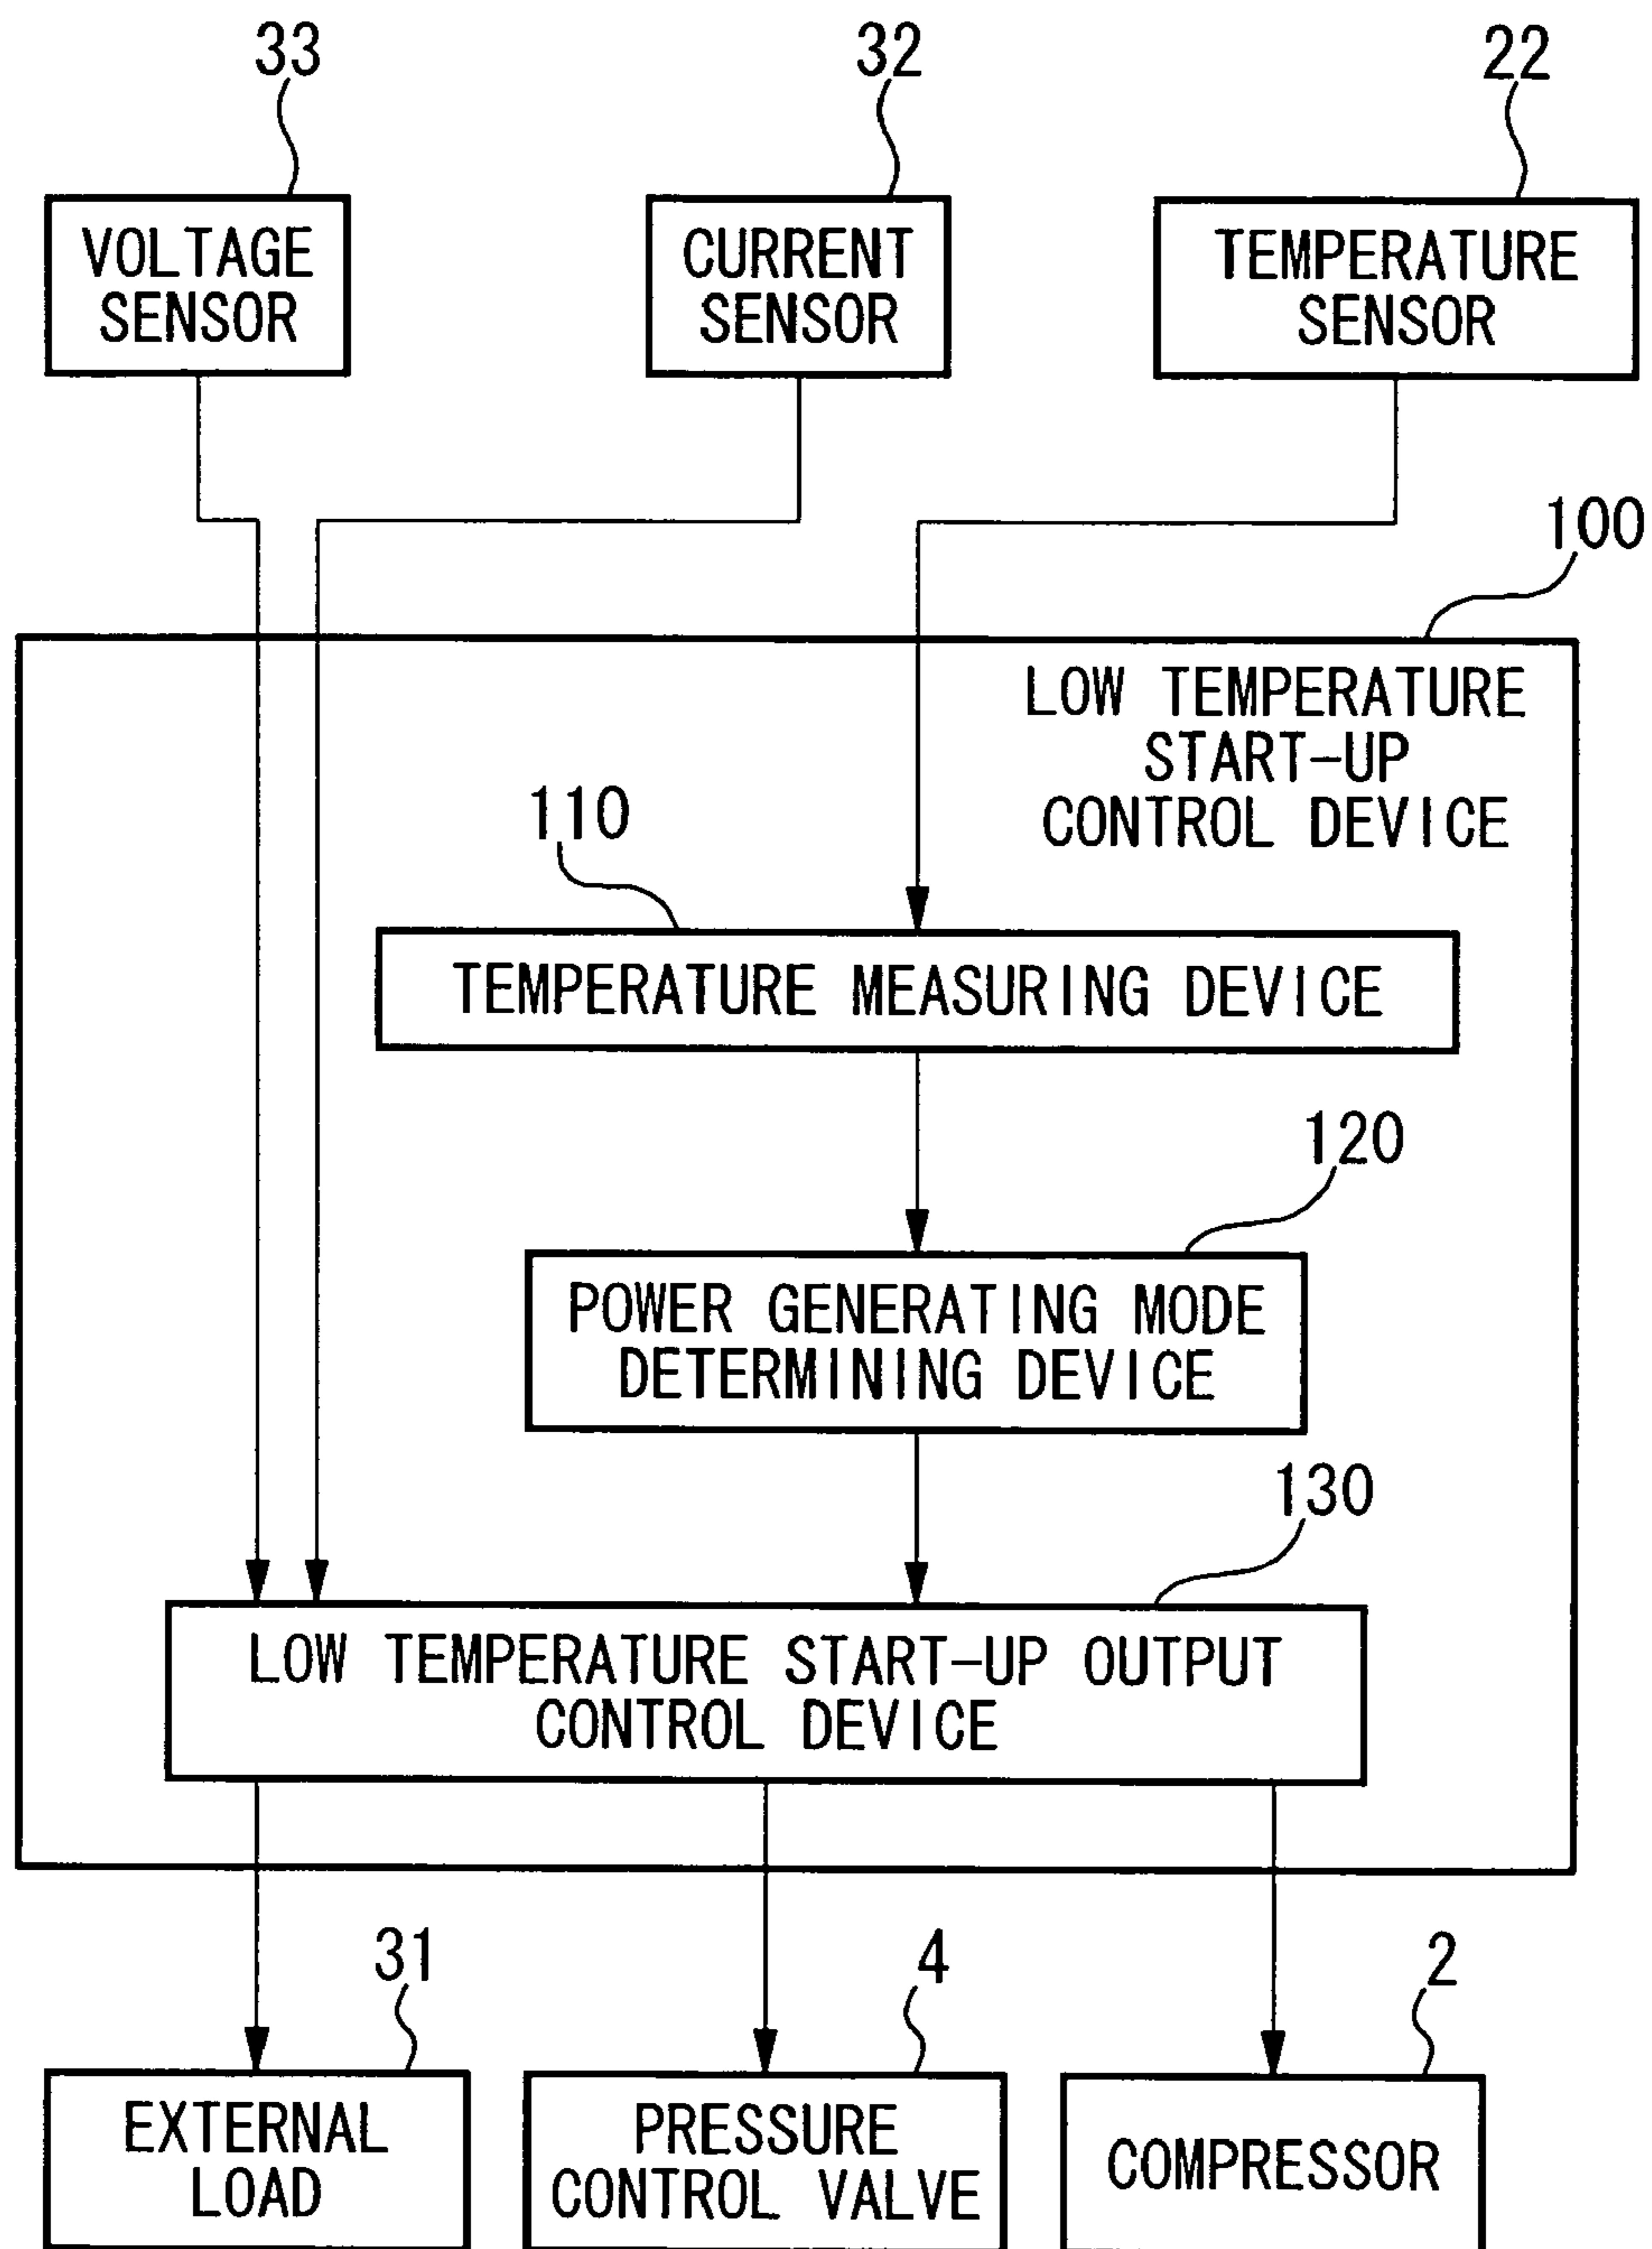 33
32
22
VOLTAGE
SENSOR
CURRENT
SENSOR
TEMPERATURE
SENSOR
100
LOW TEMPERATURE
START-UP
CONTROL DEVICE
110
TEMPERATURE MEASURING DEVICE
120
POWER GENERATING MODE
DETERMINING DEVICE
130
LOW TEMPERATURE START-UP OUTPUT
CONTROL DEVICE
31
4
2
EXTERNAL
LOAD
PRESSURE
CONTROL VALVE
COMPRESSOR